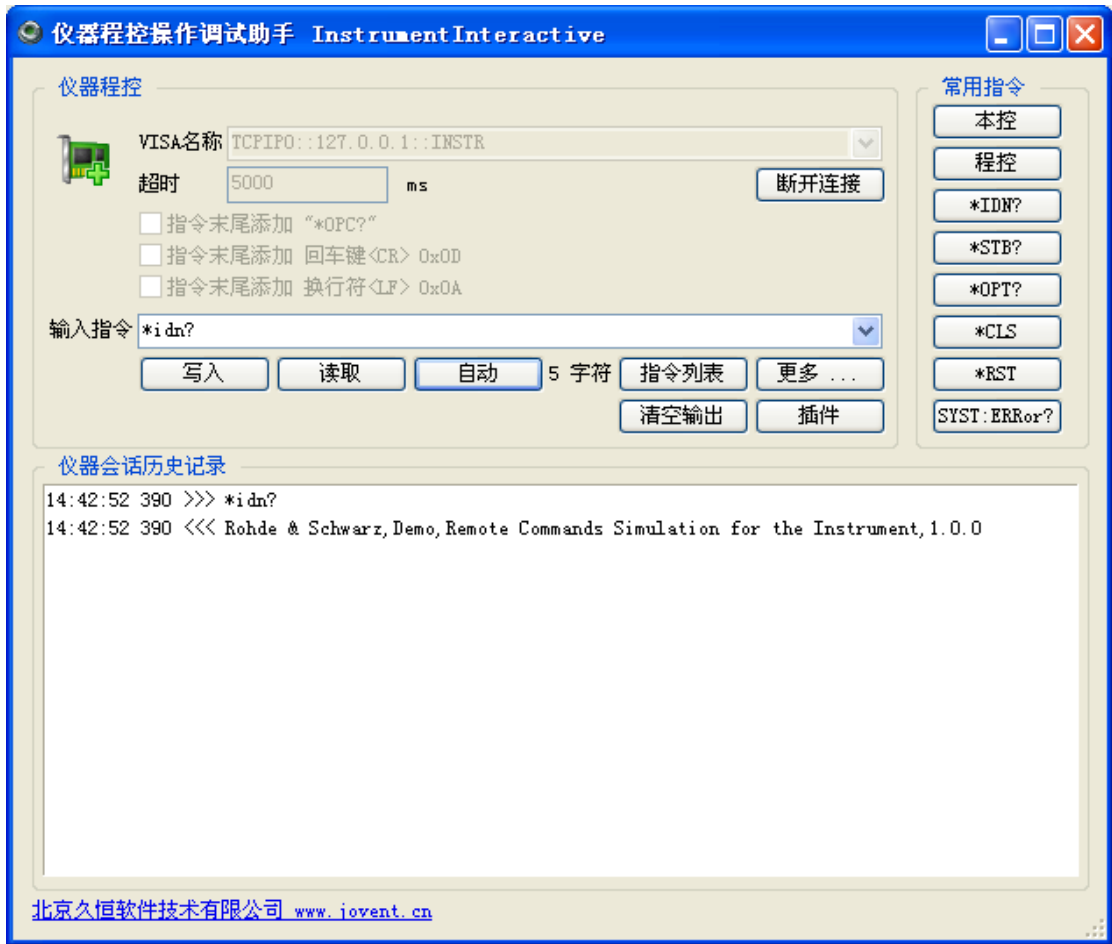 仪器程控操作调试助手 InstrumentInteractive
仪器程控
VISA名称 TCPIP0::127.0.0.1::INSTR
超时 5000 ms 断开连接
指令末尾添加 “*OPC?“
指令末尾添加 回车键<CR> 0x0D
指令末尾添加 换行符<LF> 0x0A
输入指令 *idn?
写入 读取 自动 5 字符 指令列表 更多 ...
清空输出 插件
常用指令
本控
程控
*IDN?
*STB?
*OPT?
*CLS
*RST
SYST:ERRor?
仪器会话历史记录
14:42:52 390 >>> *idn?
14:42:52 390 <<< Rohde & Schwarz,Demo,Remote Commands Simulation for the Instrument,1.0.0
北京久恒软件技术有限公司 www.jovent.cn